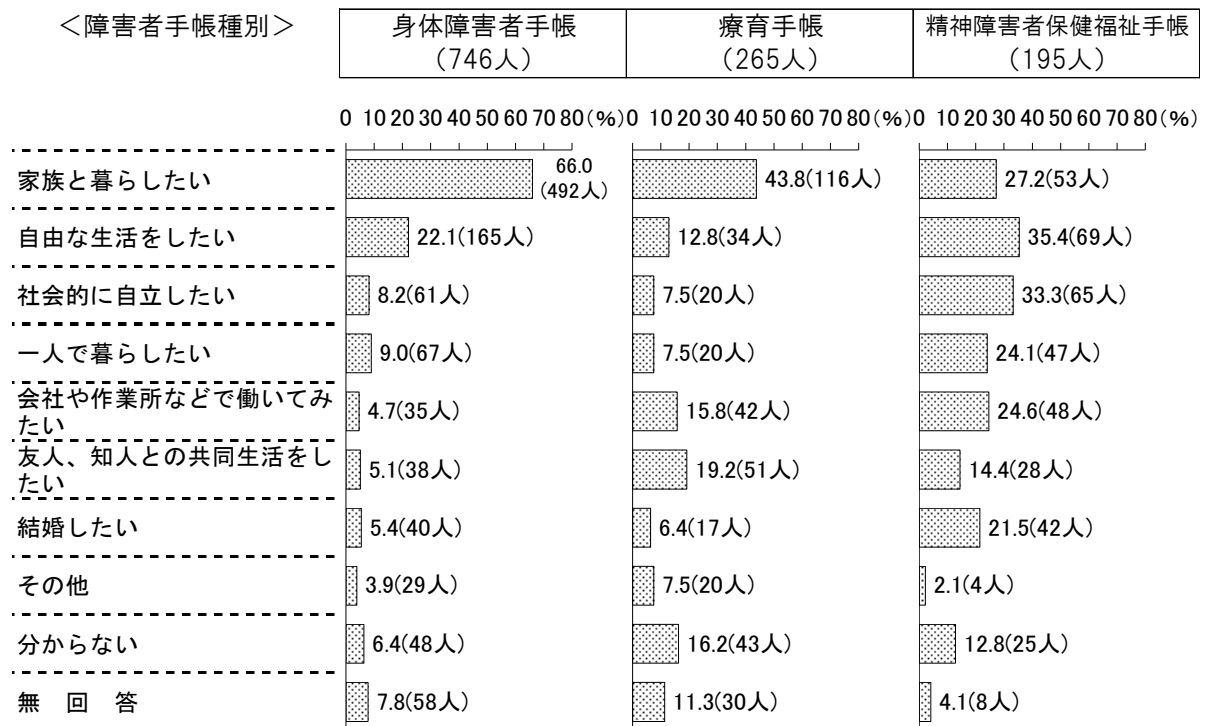 ＜障害者手帳種別＞
身体障害者手帳
（746人）
療育手帳
（265人）
精神障害者保健福祉手帳
（195人）
0 10 20 30 40 50 60 70 80(%)
0 10 20 30 40 50 60 70 80(%)
0 10 20 30 40 50 60 70 80(%)
家族と暮らしたい
66.0
(492人)
43.8(116人)
27.2(53人)
自由な生活をしたい
22.1(165人)
12.8(34人)
35.4(69人)
社会的に自立したい
8.2(61人)
7.5(20人)
33.3(65人)
一人で暮らしたい
9.0(67人)
7.5(20人)
24.1(47人)
会社や作業所などで働いてみ
たい
4.7(35人)
15.8(42人)
24.6(48人)
友人、知人との共同生活をし
たい
5.1(38人)
19.2(51人)
14.4(28人)
結婚したい
5.4(40人)
6.4(17人)
21.5(42人)
その他
3.9(29人)
7.5(20人)
2.1(4人)
分からない
6.4(48人)
16.2(43人)
12.8(25人)
無　回　答
7.8(58人)
11.3(30人)
4.1(8人)